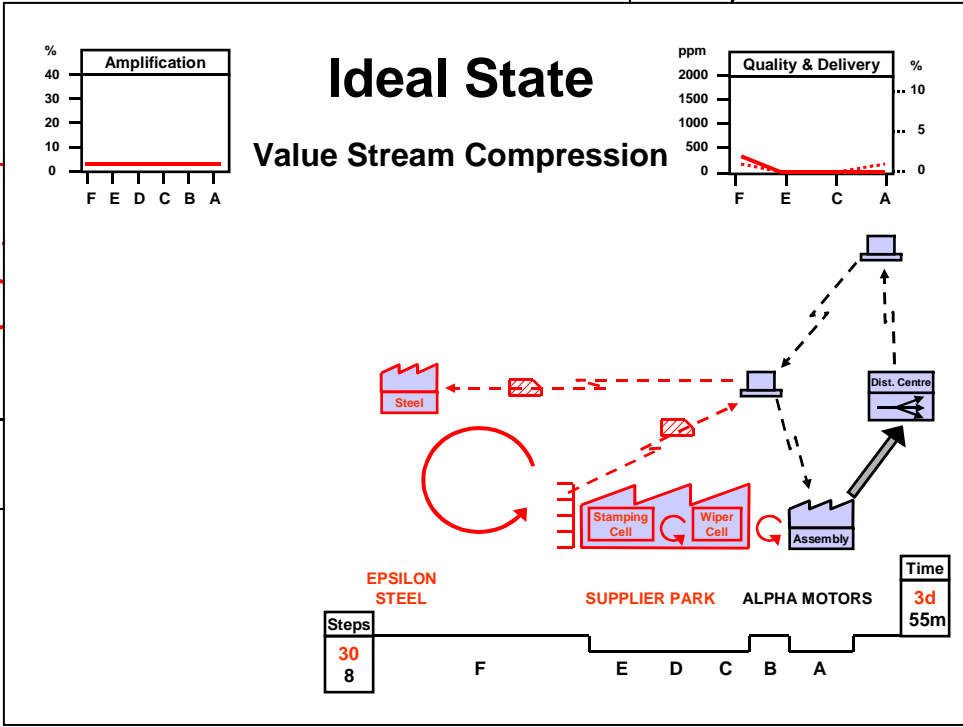 %
Amplification
40
30
20
10
0
F E D C B A
Ideal State
Value Stream Compression
ppm
Quality & Delivery
%
2000
1500
1000
500
0
10
5
0
F E C A
Dist. Centre
Steel
Stamping
Cell
Wiper
Cell
Assembly
EPSILON
STEEL
SUPPLIER PARK
ALPHA MOTORS
Time
3d
55m
Steps
30
8
F E D C B A